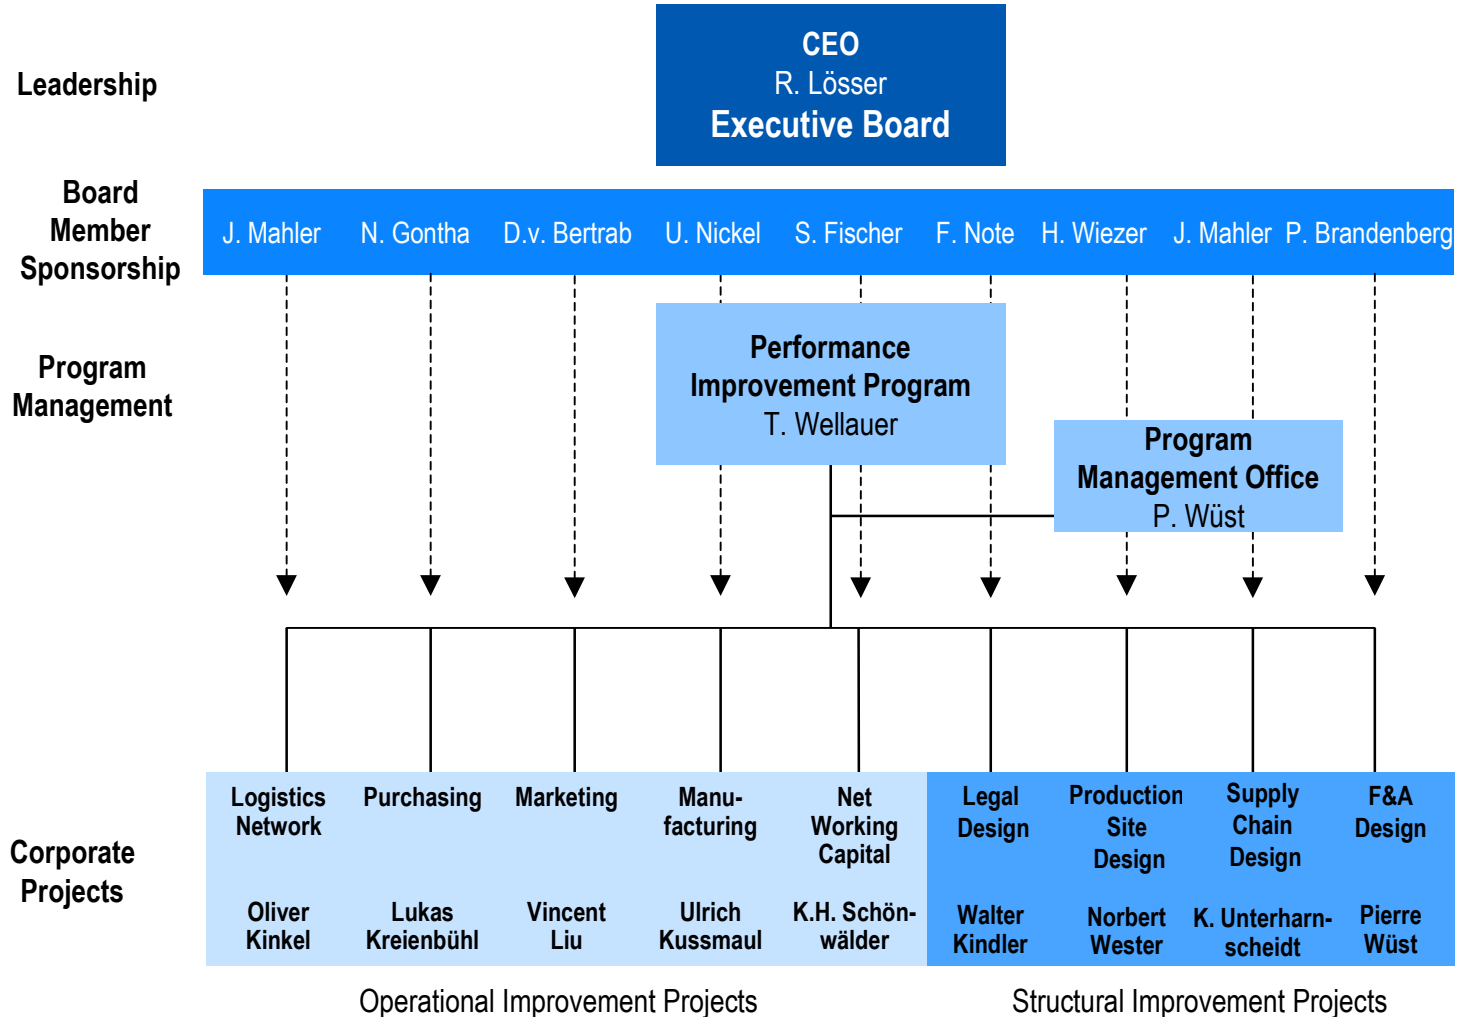 CEO
R. Lösser
Executive Board
Leadership
Board
Member
Sponsorship
J. Mahler N. Gontha D.v. Bertrab U. Nickel S. Fischer F. Note H. Wiezer J. Mahler P. Brandenberg
Program
Management
Performance
Improvement Program
T. Wellauer
Program
Management Office
P. Wüst
Corporate
Projects
Logistics
Network
Oliver
Kinkel
Purchasing
Lukas
Kreienbühl
Marketing
Vincent
Liu
Manu-
facturing
Ulrich
Kussmaul
Net
Working
Capital
K.H. Schön-
wälder
Legal
Design
Walter
Kindler
Production
Site
Design
Norbert
Wester
Supply
Chain
Design
K. Unterharn-
scheidt
F&A
Design
Pierre
Wüst
Operational Improvement Projects
Structural Improvement Projects